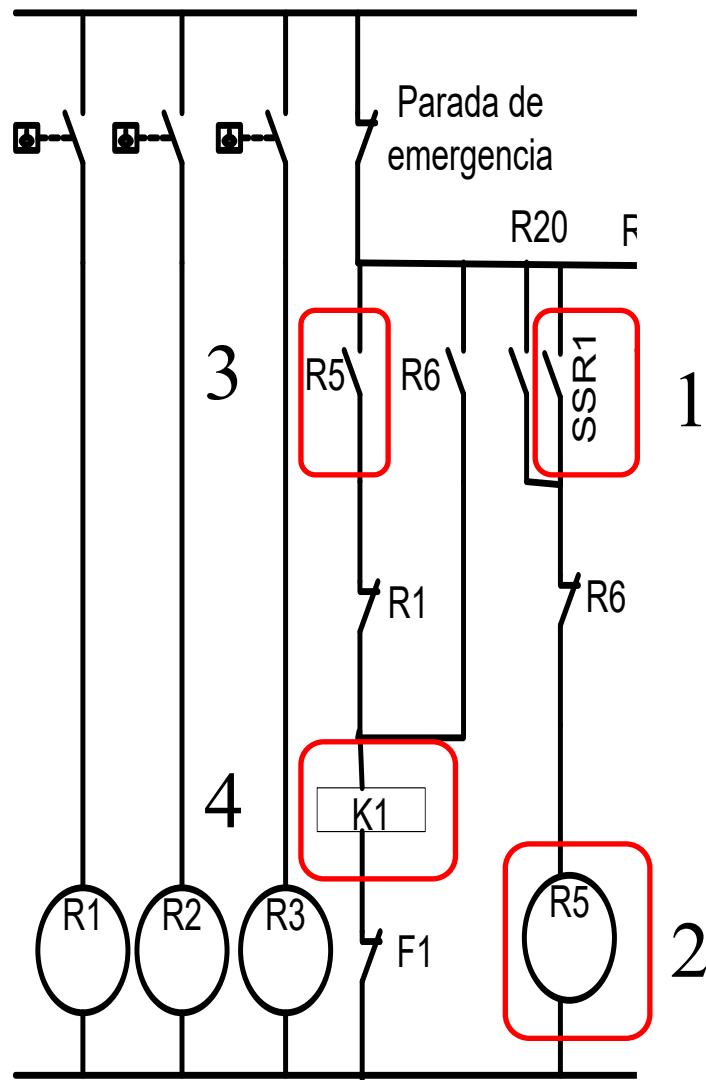 Parada de
emergencia
R20
3
R5
R6
SSR1
1
R1
R6
4
K1
R1
R2
R3
R5
F1
2